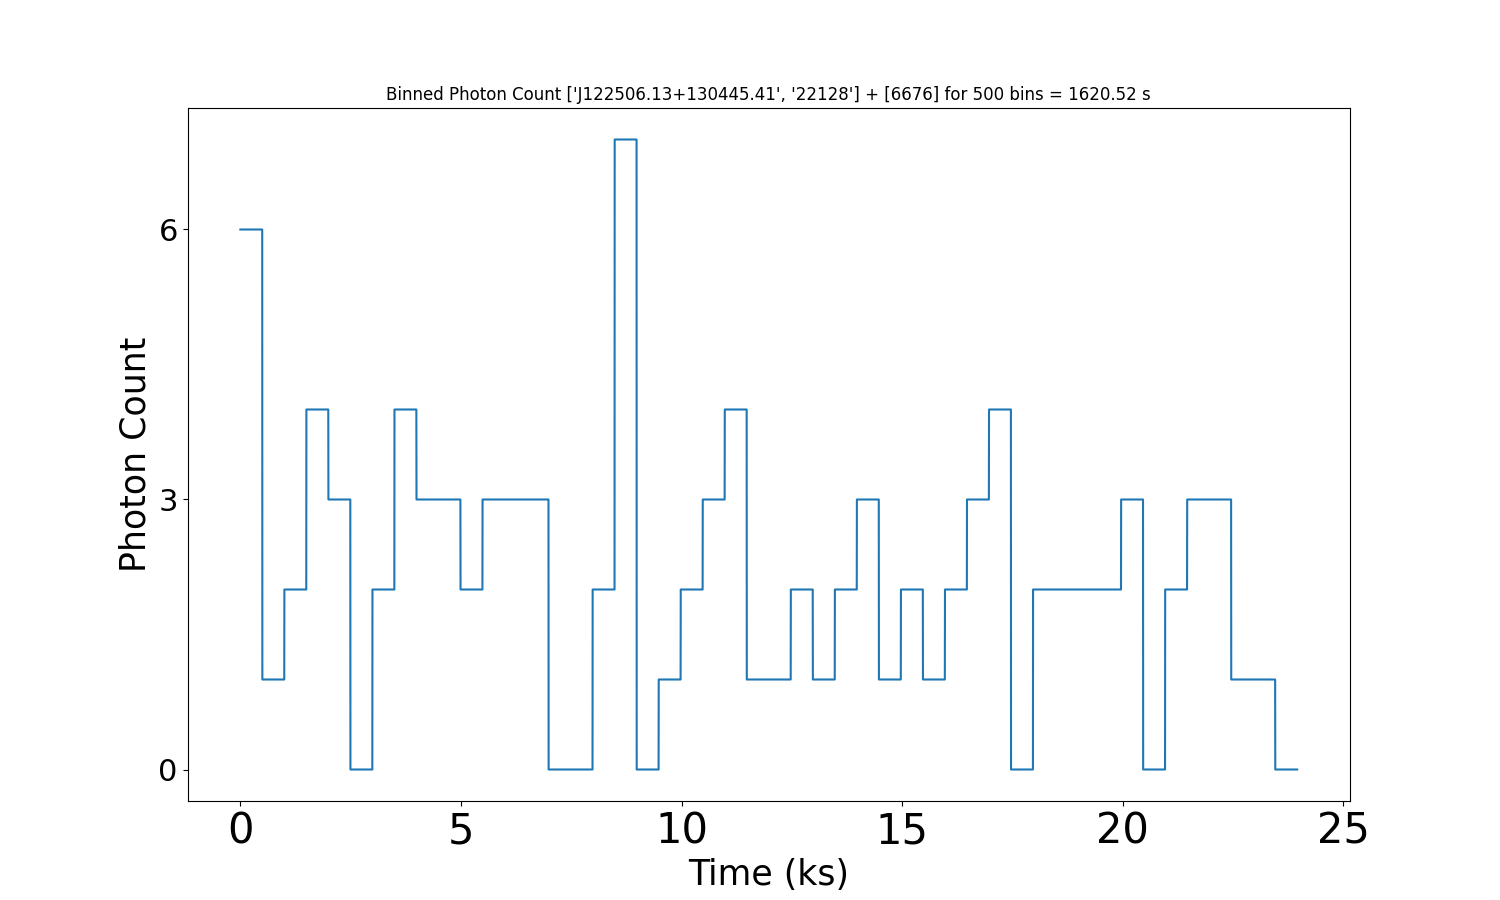 Binned Photon Count ['J122506.13+130445.41', '22128'] + [6676] for 500 bins = 1620.52 s
6
3
0
Photon Count
0 5 10 15 20 25
Time (ks)